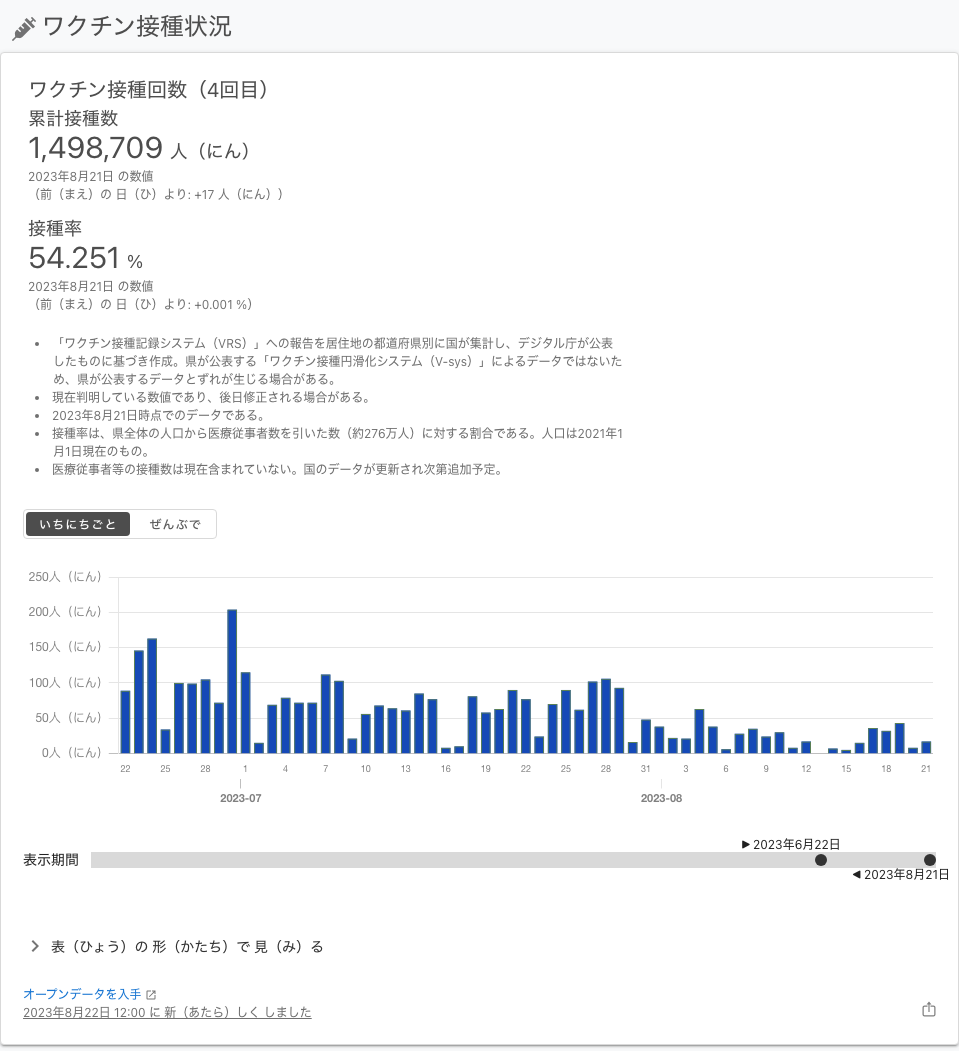 ワクチン接種状況
ワクチン接種回数（4回目）
累計接種数
1,498,709 人（にん）
2023年8月21日 の数値
（前（まえ）の 日（ひ）より: +17 人（にん））
接種率
54.251 %
2023年8月21日 の数値
（前（まえ）の 日（ひ）より: +0.001 %）
• 「ワクチン接種記録システム（VRS）」への報告を居住地の都道府県別に国が集計し、デジタル庁が公表
したものに基づき作成。県が公表する「ワクチン接種円滑化システム（V-sys）」によるデータではないた
め、県が公表するデータとずれが生じる場合がある。
• 現在判明している数値であり、後日修正される場合がある。
• 2023年8月21日時点でのデータである。
• 接種率は、県全体の人口から医療従事者数を引いた数（約276万人）に対する割合である。人口は2021年1
月1日現在のもの。
• 医療従事者等の接種数は現在含まれていない。国のデータが更新され次第追加予定。
いちにちごと ぜんぶで
250人（にん）
200人（にん）
150人（にん）
100人（にん）
50人（にん）
0人（にん）
22 25 28 1 4 7 10 13 16 19 22 25 28 31 3 6 9 12 15 18 21
2023-07 2023-08
►2023年6月22日
表示期間
◄2023年8月21日
表（ひょう）の 形（かたち）で 見（み）る
オープンデータを入手
2023年8月22日 12:00 に 新（あたら）しく しました